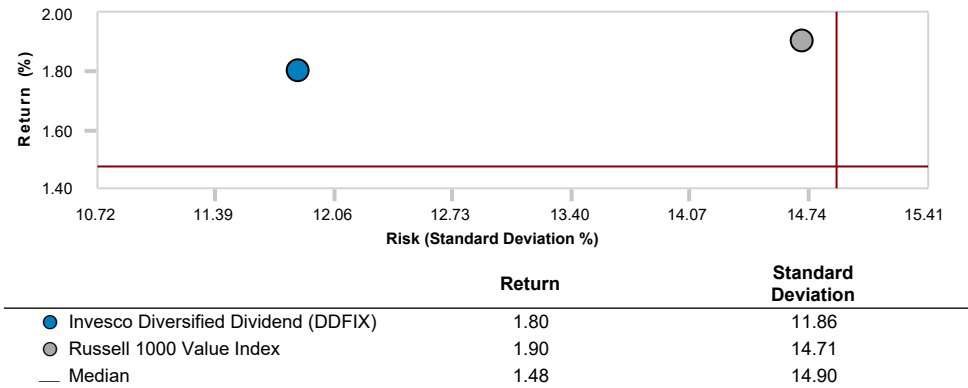 2.00
1.80
1.60
1.40
Return (%)
10.72 11.39 12.06 12.73 13.40 14.07 14.74 15.41
Risk (Standard Deviation %)
Return Standard Deviation
Invesco Diversified Dividend (DDFIX) 1.80 11.86
Russell 1000 Value Index 1.90 14.71
Median 1.48 14.90